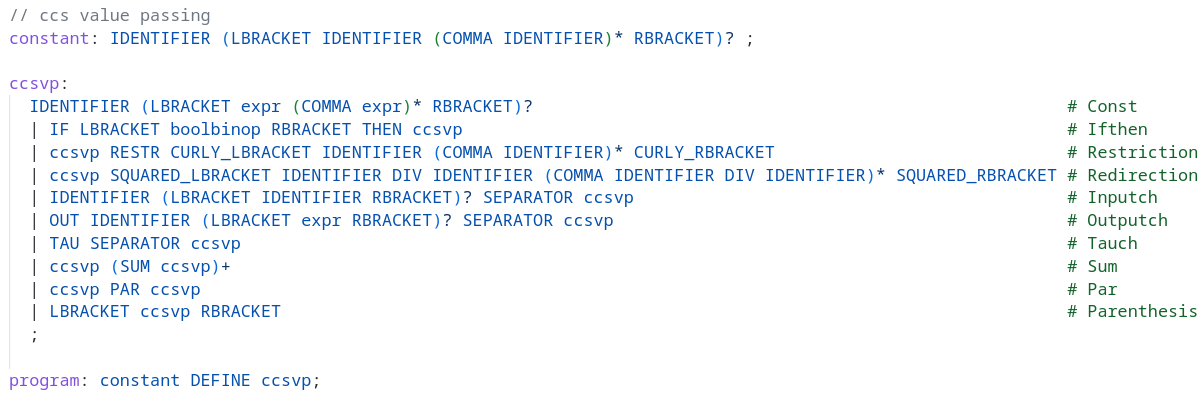 // ccs value passing
constant: IDENTIFIER (LBRACKET IDENTIFIER (COMMA IDENTIFIER)* RBRACKET)? ;
ccsvp:
IDENTIFIER (LBRACKET expr (COMMA expr)* RBRACKET)? # Const
| IF LBRACKET boolbinop RBRACKET THEN ccsvp # Ifthen
| ccsvp RESTR CURLY_LBRACKET IDENTIFIER (COMMA IDENTIFIER)* CURLY_RBRACKET # Restriction
| ccsvp SQUARED_LBRACKET IDENTIFIER DIV IDENTIFIER (COMMA IDENTIFIER DIV IDENTIFIER)* SQUARED_RBRACKET # Redirection
| IDENTIFIER (LBRACKET IDENTIFIER RBRACKET)? SEPARATOR ccsvp # Inputch
| OUT IDENTIFIER (LBRACKET expr RBRACKET)? SEPARATOR ccsvp # Outputch
| TAU SEPARATOR ccsvp # Tauch
| ccsvp (SUM ccsvp)+ # Sum
| ccsvp PAR ccsvp # Par
| LBRACKET ccsvp RBRACKET # Parenthesis
;
program: constant DEFINE ccsvp;